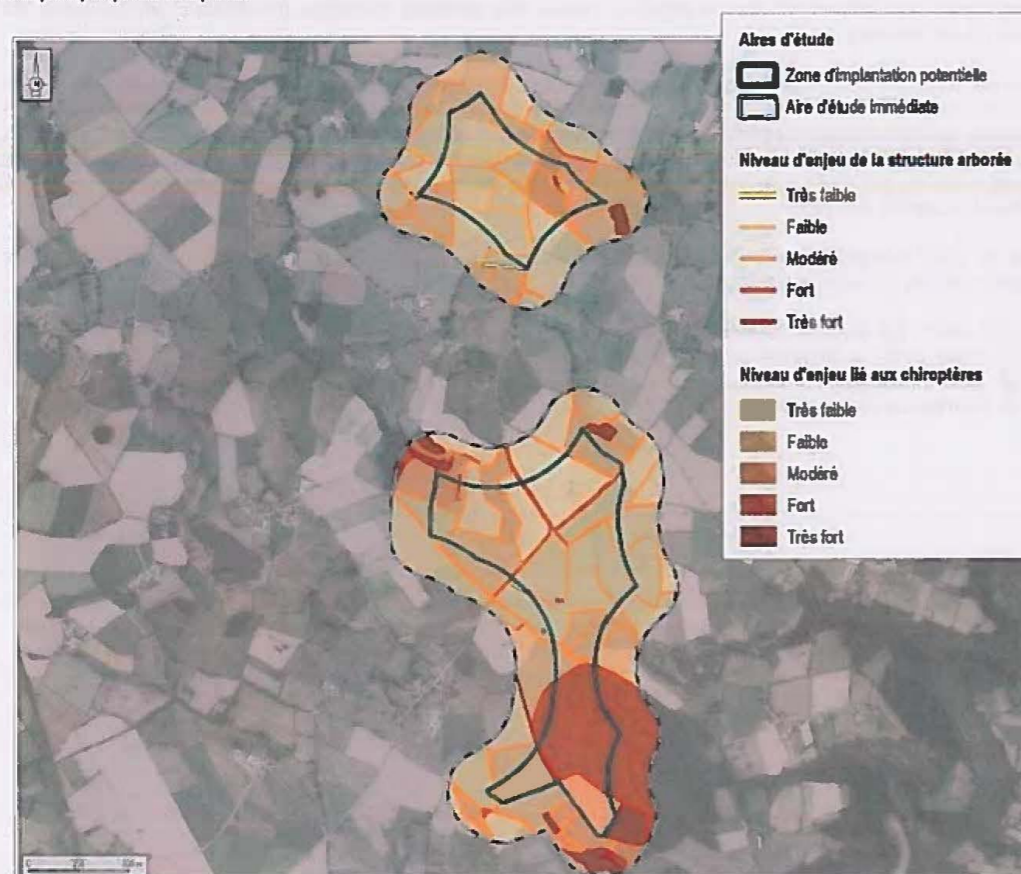 Aires d'étude
Zone d'implantation potentielle
Aire d'étude immédiate
Niveau d'enjeu de la structure arborée
Très faible
Faible
Modéré
Fort
Très fort
Niveau d'enjeu lié aux chiroptères
Très faible
Faible
Modéré
Fort
Très fort
N
0